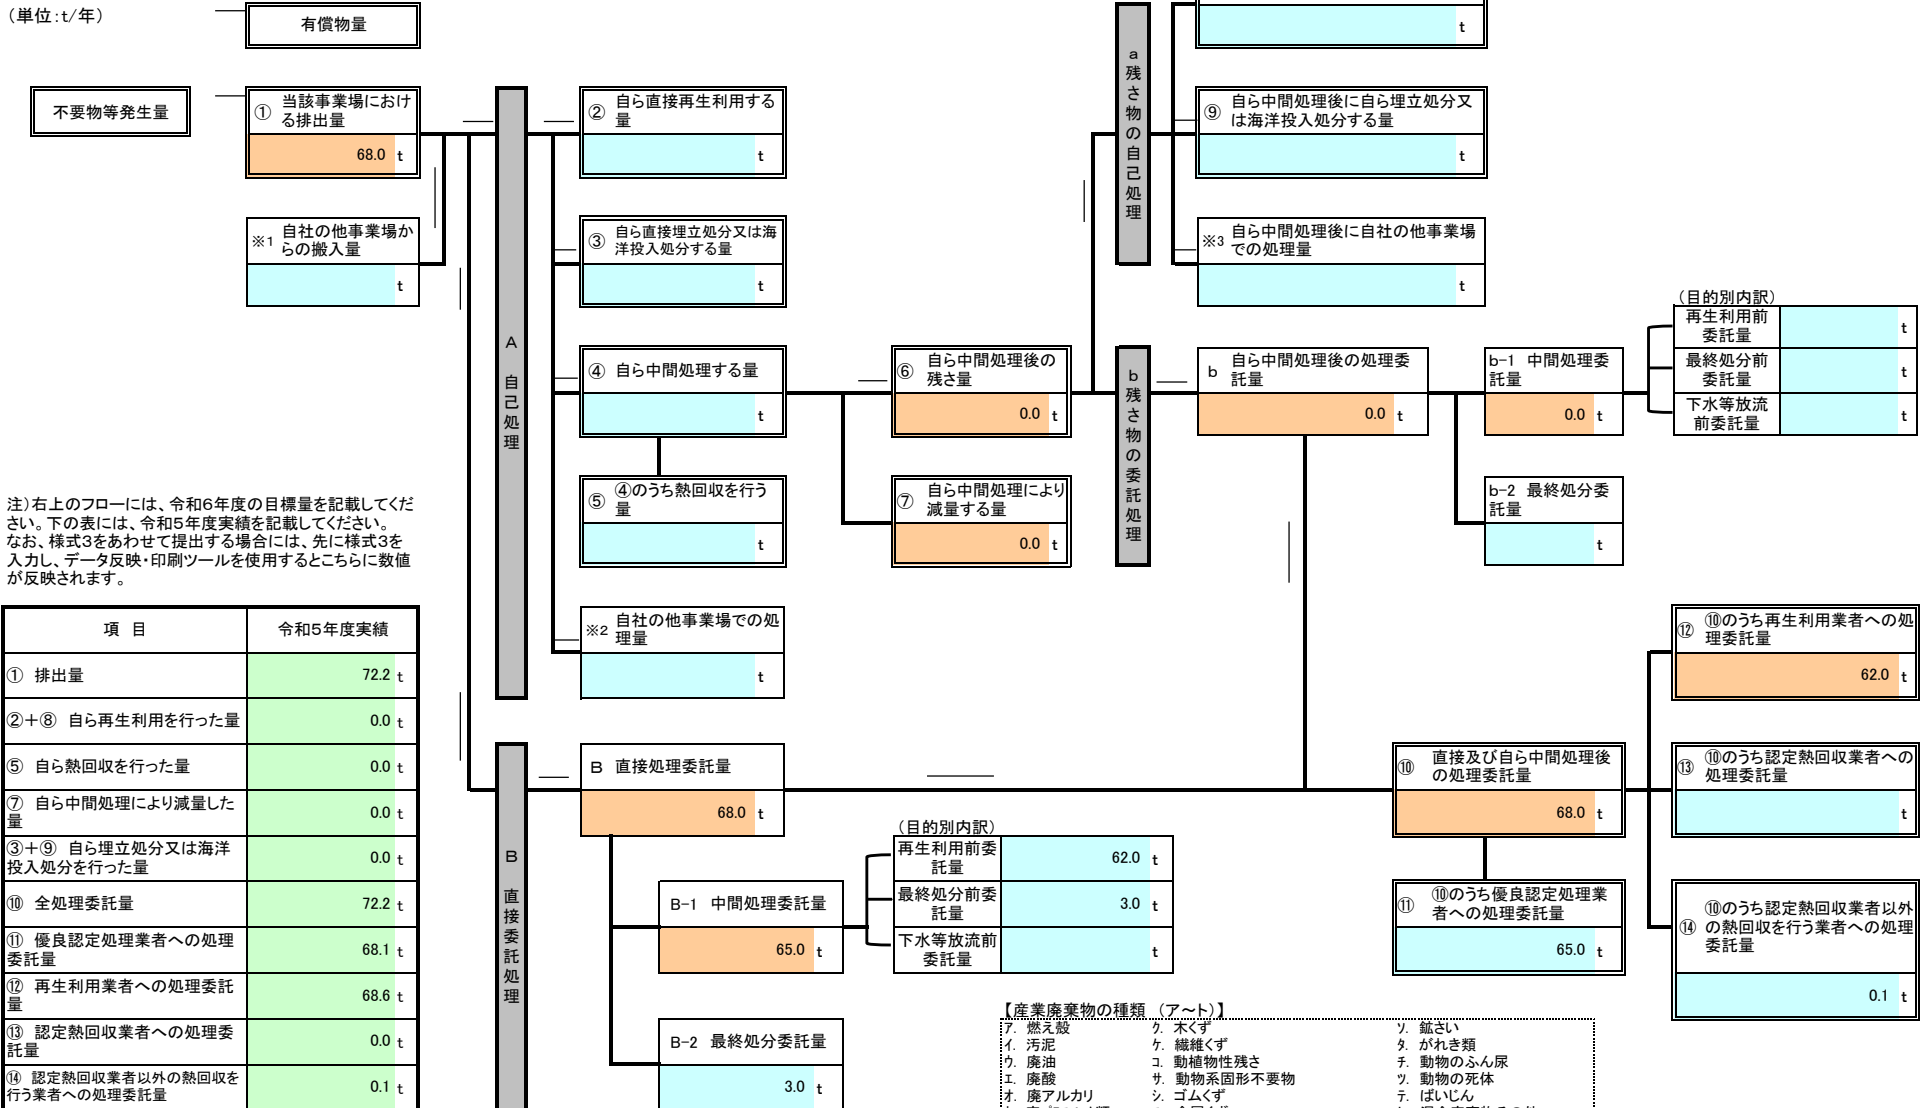 （単位：t/年）
有償物量
t
不要物等発生量
① 当該事業場におけ
る排出量
68.0 t
※1 自社の他事業場か
らの搬入量
t
A 自己処理
② 自ら直接再生利用する
量
t
③ 自ら直接埋立処分又は海
洋投入処分する量
t
④ 自ら中間処理する量
t
⑤ ④のうち熱回収を行う
量
t
※2 自社の他事業場での処
理量
t
⑥ 自ら中間処理後の
残さ量
0.0 t
⑦ 自ら中間処理により
減量する量
0.0 t
a 残さ物の自己処理
⑨ 自ら中間処理後に自ら埋立処分又
は海洋投入処分する量
t
※3 自ら中間処理後に自社の他事業場
での処理量
t
b 残さ物の委託処理
b 自ら中間処理後の処理委
託量
0.0 t
b-1 中間処理委
託量
0.0 t
b-2 最終処分委
託量
t
（目的別内訳）
再生利用前
委託量
t
最終処分前
委託量
t
下水等放流
前委託量
t
注）右上のフローには、令和６年度の目標量を記載してくだ
さい。下の表には、令和５年度実績を記載してください。
なお、様式３をあわせて提出する場合には、先に様式３を
入力し、データ反映・印刷ツールを使用するとこちらに数値
が反映されます。
項 目 令和５年度実績
① 排出量 72.2 t
②＋⑧ 自ら再生利用を行った量 0.0 t
⑤ 自ら熱回収を行った量 0.0 t
⑦ 自ら中間処理により減量した
量 0.0 t
③＋⑨ 自ら埋立処分又は海洋
投入処分を行った量 0.0 t
⑩ 全処理委託量 72.2 t
⑪ 優良認定処理業者への処理
委託量 68.1 t
⑫ 再生利用業者への処理委託
量 68.6 t
⑬ 認定熱回収業者への処理委
託量 0.0 t
⑭ 認定熱回収業者以外の熱回収を
行う業者への処理委託量 0.1 t
B 直接委託処理
B 直接処理委託量
68.0 t
B-1 中間処理委託量
65.0 t
B-2 最終処分委託量
3.0 t
（目的別内訳）
再生利用前委
託量
62.0 t
最終処分前委
託量
3.0 t
下水等放流前
委託量
t
⑩ 直接及び自ら中間処理後
の処理委託量
68.0 t
⑪ ⑩のうち優良認定処理業
者への処理委託量
65.0 t
⑫ ⑩のうち再生利用業者への処
理委託量
62.0 t
⑬ ⑩のうち認定熱回収業者への
処理委託量
t
⑭ ⑩のうち認定熱回収業者以外
の熱回収を行う業者への処理
委託量
0.1 t
【産業廃棄物の種類 （ア～ト）】
ア. 燃え殻 ク. 木くず ソ. 鉱さい
イ. 汚泥 ケ. 繊維くず タ. がれき類
ウ. 廃油 コ. 動植物性残さ チ. 動物のふん尿
エ. 廃酸 サ. 動物系固形不要物 ツ. 動物の死体
オ. 廃アルカリ シ. ゴムくず テ. ばいじん